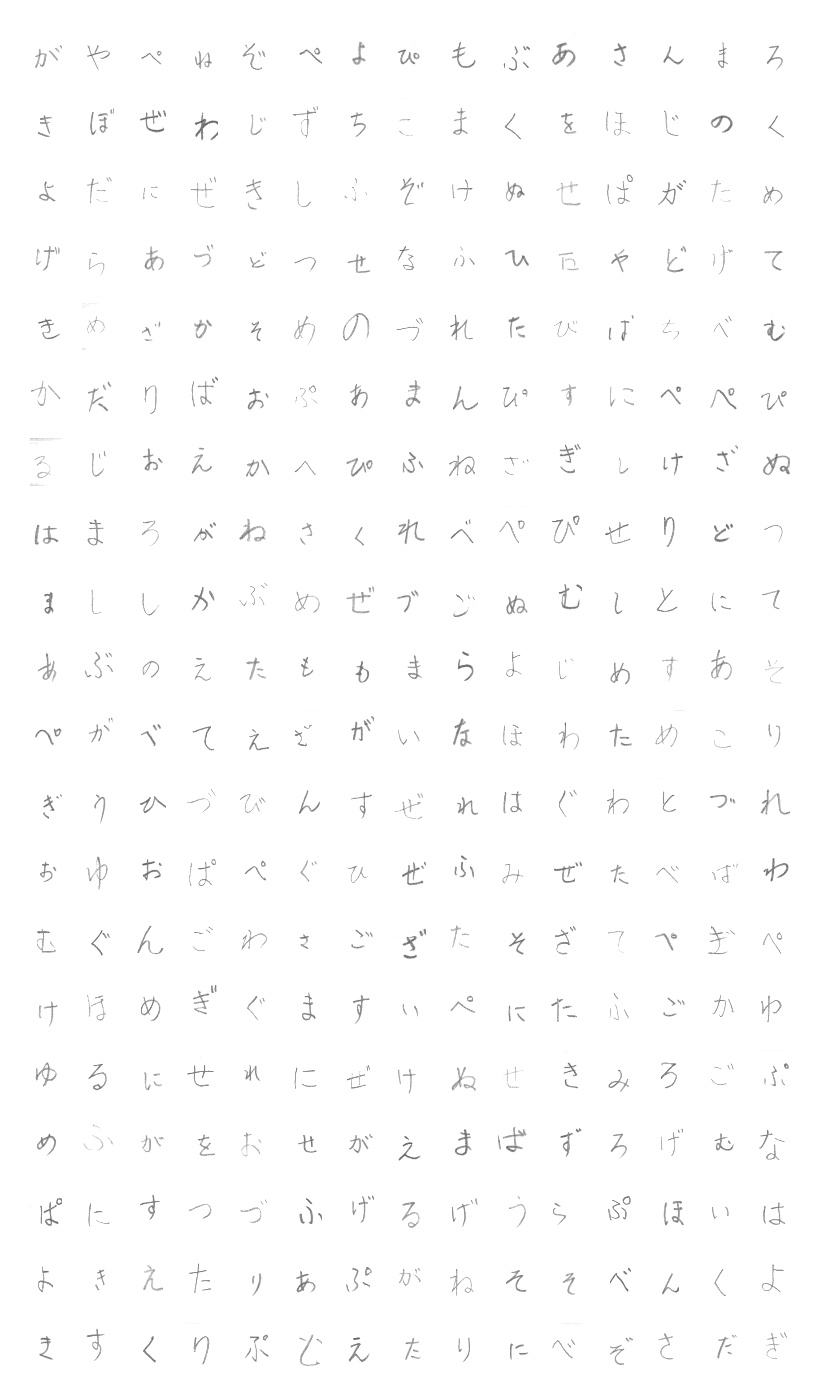 がやぺねぞぺよぴもぶあさんまろ
きぼぜわじずちこまくをほじのく
よだにぜきしふぞけぬせぱがため
げらあづどつせなふひにやどげて
きめざかそめのづれたびばちべむ
かだりばおぷあまんぴすにぺぺぴ
るじおえかへぴふねざぎしけざぬ
はまろがねさくれべぺぴせりどつ
まししかぶめぜづごぬむしとにて
あぶのえたももまらよじめすあそ
ぺがべてえざがいなほわためこり
ぎうひづびんすぜれはぐわとづれ
おゆおぱぺぐひぜふみぜたべばわ
むぐんごわさござたそざてぺぎぺ
けほめぎぐますいぺにたふごかゆ
ゆるにせれにぜけぬせきみろごぷ
めふがをおせがえまばずろげむな
ぱにすつづふげるげうらぷほいは
よきえたりあぷがねそそべんくよ
きすくりぷどえたりにべぞさだぎ